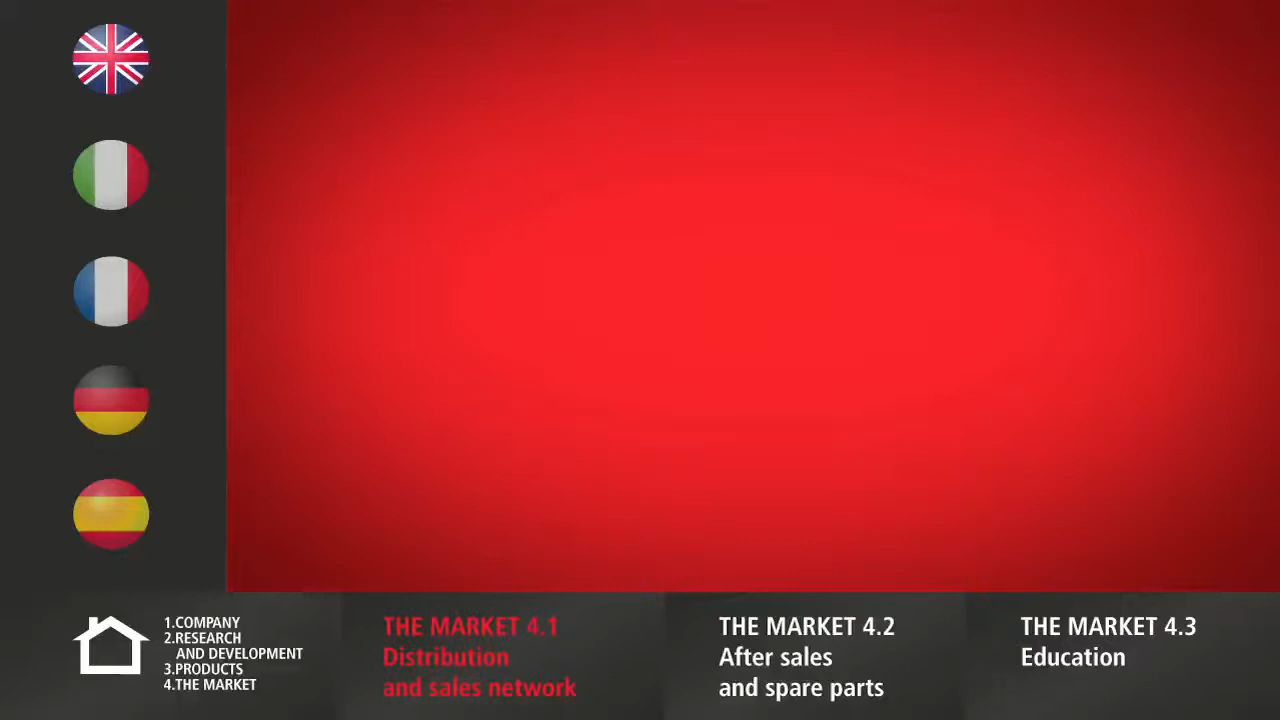 1.COMPANY
2.RESEARCH
AND DEVELOPMENT
3.PRODUCTS
4.THE MARKET
THE MARKET 4.1
Distribution
and sales network
THE MARKET 4.2
After sales
and spare parts
THE MARKET 4.3
Education